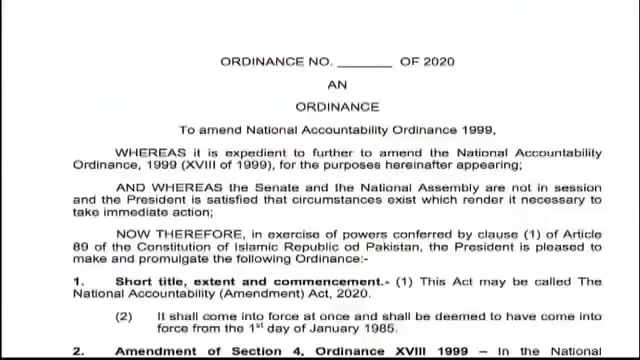 ORDINANCE NO. ________ OF 2020
AN
ORDINANCE
To amend National Accountability Ordinance 1999,
WHEREAS it is expedient to further to amend the National Accountability
Ordinance, 1999 (XVIII of 1999), for the purposes hereinafter appearing;
AND WHEREAS the Senate and the National Assembly are not in session
and the President is satisfied that circumstances exist which render it necessary to
take immediate action;
NOW THEREFORE, in exercise of powers conferred by clause (1) of Article
89 of the Constitution of Islamic Republic od Pakistan, the President is pleased to
make and promulgate the following Ordinance:-
1. Short title, extent and commencement.- (1) This Act may be called The
National Accountability (Amendment) Act, 2020.
(2) It shall come into force at once and shall be deemed to have come into
force from the 1st day of January 1985.
2. Amendment of Section 4, Ordinance XVIII 1999 – In the National